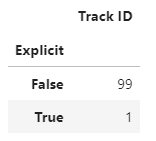 Track ID
Explicit
False 99
True 1